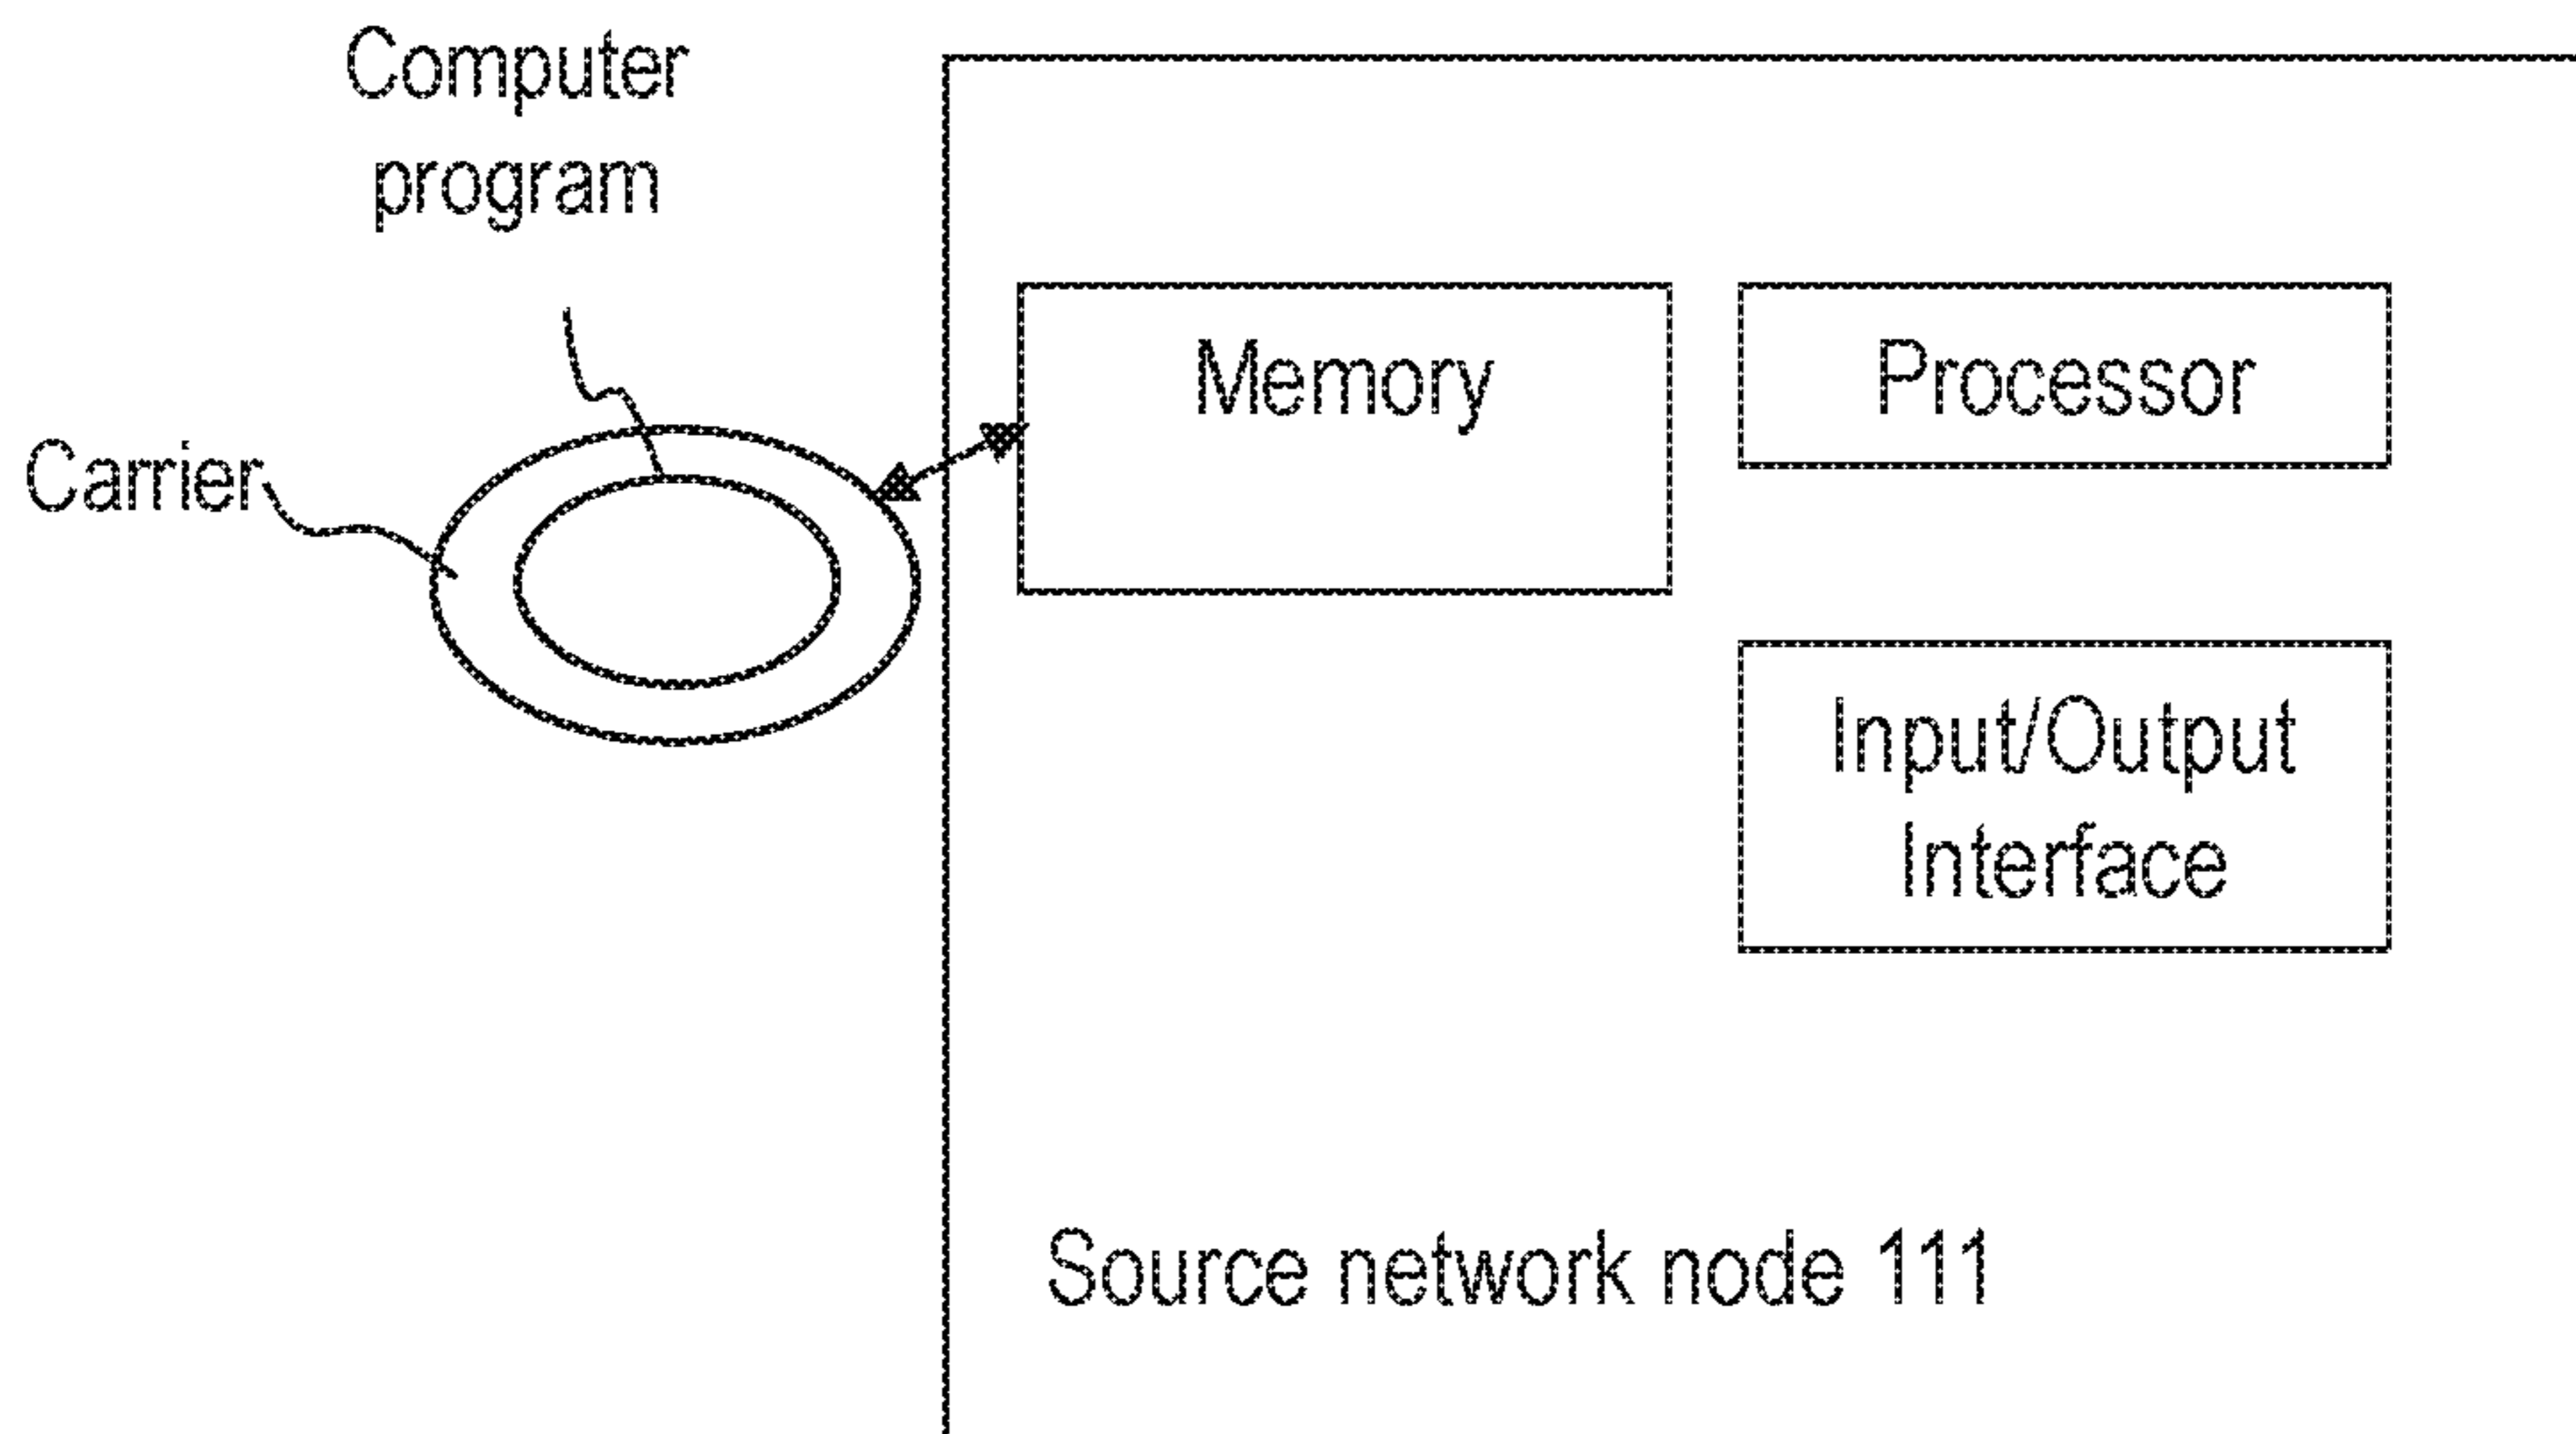 Computer
program
Carrier
Memory
Processor
Input/Output
Interface
Source network node 111